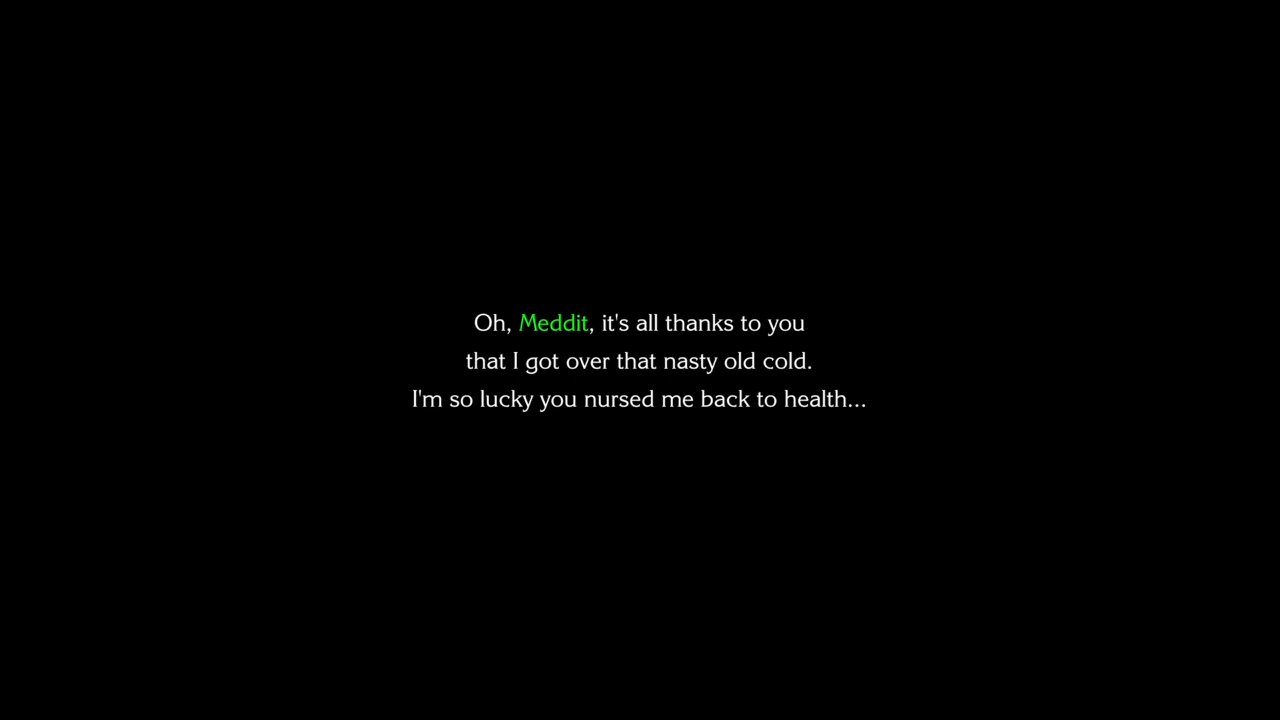 Oh, Meddit, it's all thanks to you
that I got over that nasty old cold.
I'm so lucky you nursed me back to health...